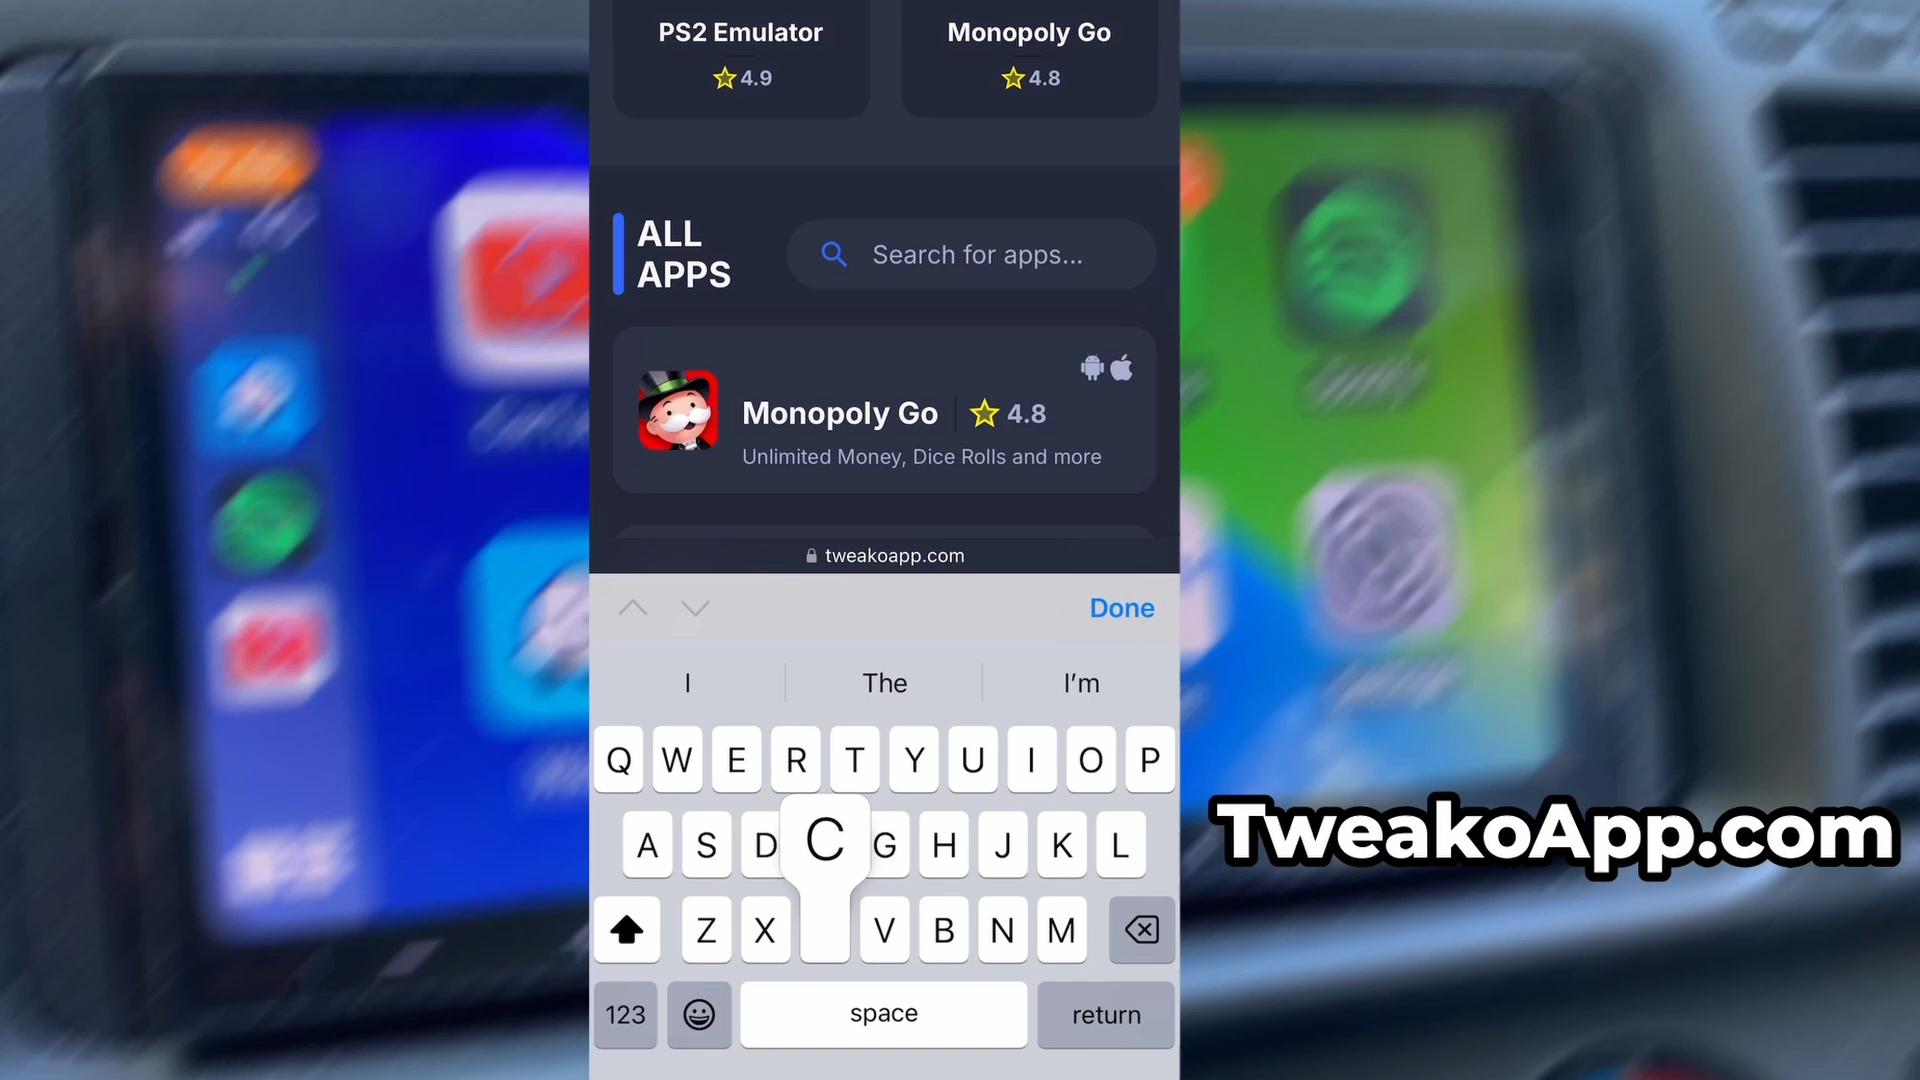 PS2 Emulator
4.9
Monopoly Go
4.8
ALL
APPS
Search for apps...
Monopoly Go
4.8
Unlimited Money, Dice Rolls and more
tweakoapp.com
Done
I
The
I’m
Q W E R T Y U I O P
A S D G H J K L
C
Z X V B N M
123
space
return
TweakoApp.com